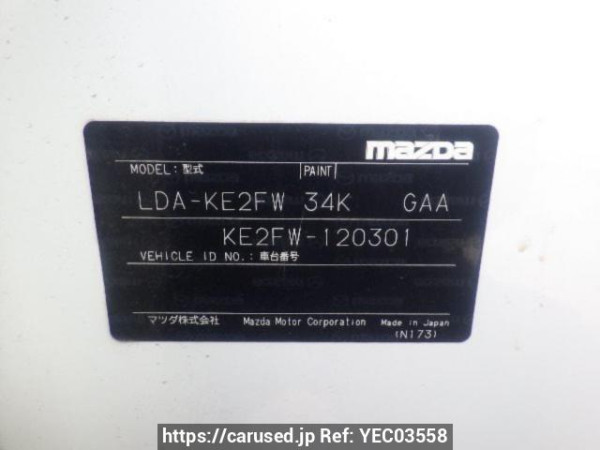 mazda
MODEL: 型式 PAINT
LDA-KE2FW 34K GAA
KE2FW-120301
VEHICLE ID NO.: 車台番号
マツダ株式会社 Mazda Motor Corporation Made in Japan
(N173)
https://carused.jp Ref: YEC03558